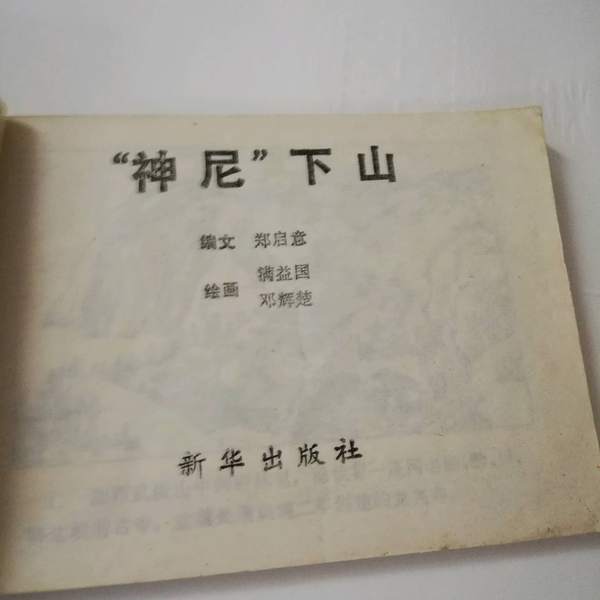 “神尼”下山
编文 郑启意
绘画 满益国
邓辉楚
新华出版社